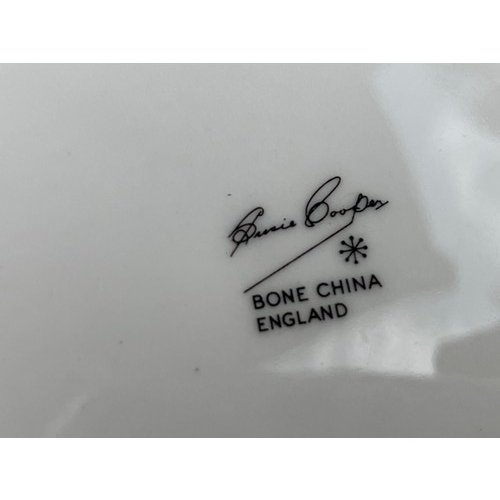 Susie Cooper
BONE CHINA
ENGLAND